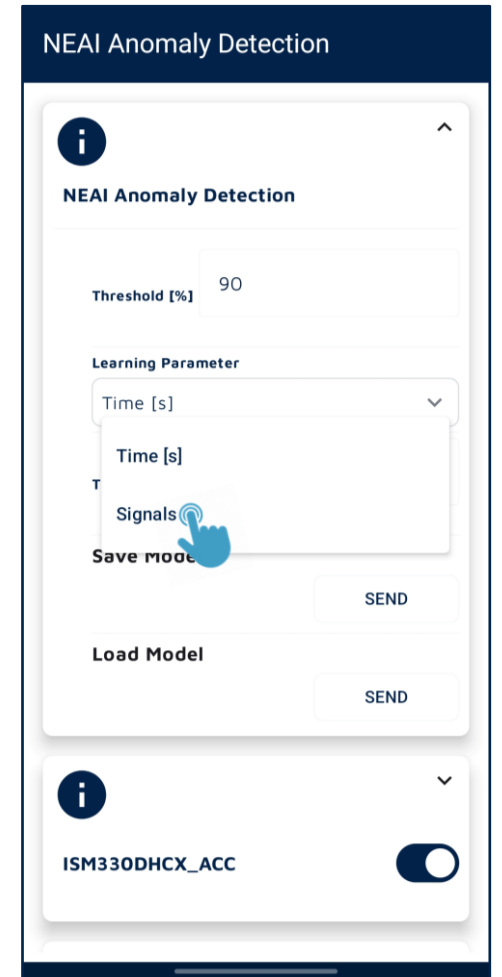 NEAI Anomaly Detection
NEAI Anomaly Detection
Threshold [%]
90
Learning Parameter
Time [s]
Time [s]
T
Signals
Save Mode
SEND
Load Model
SEND
ISM330DHCX_ACC